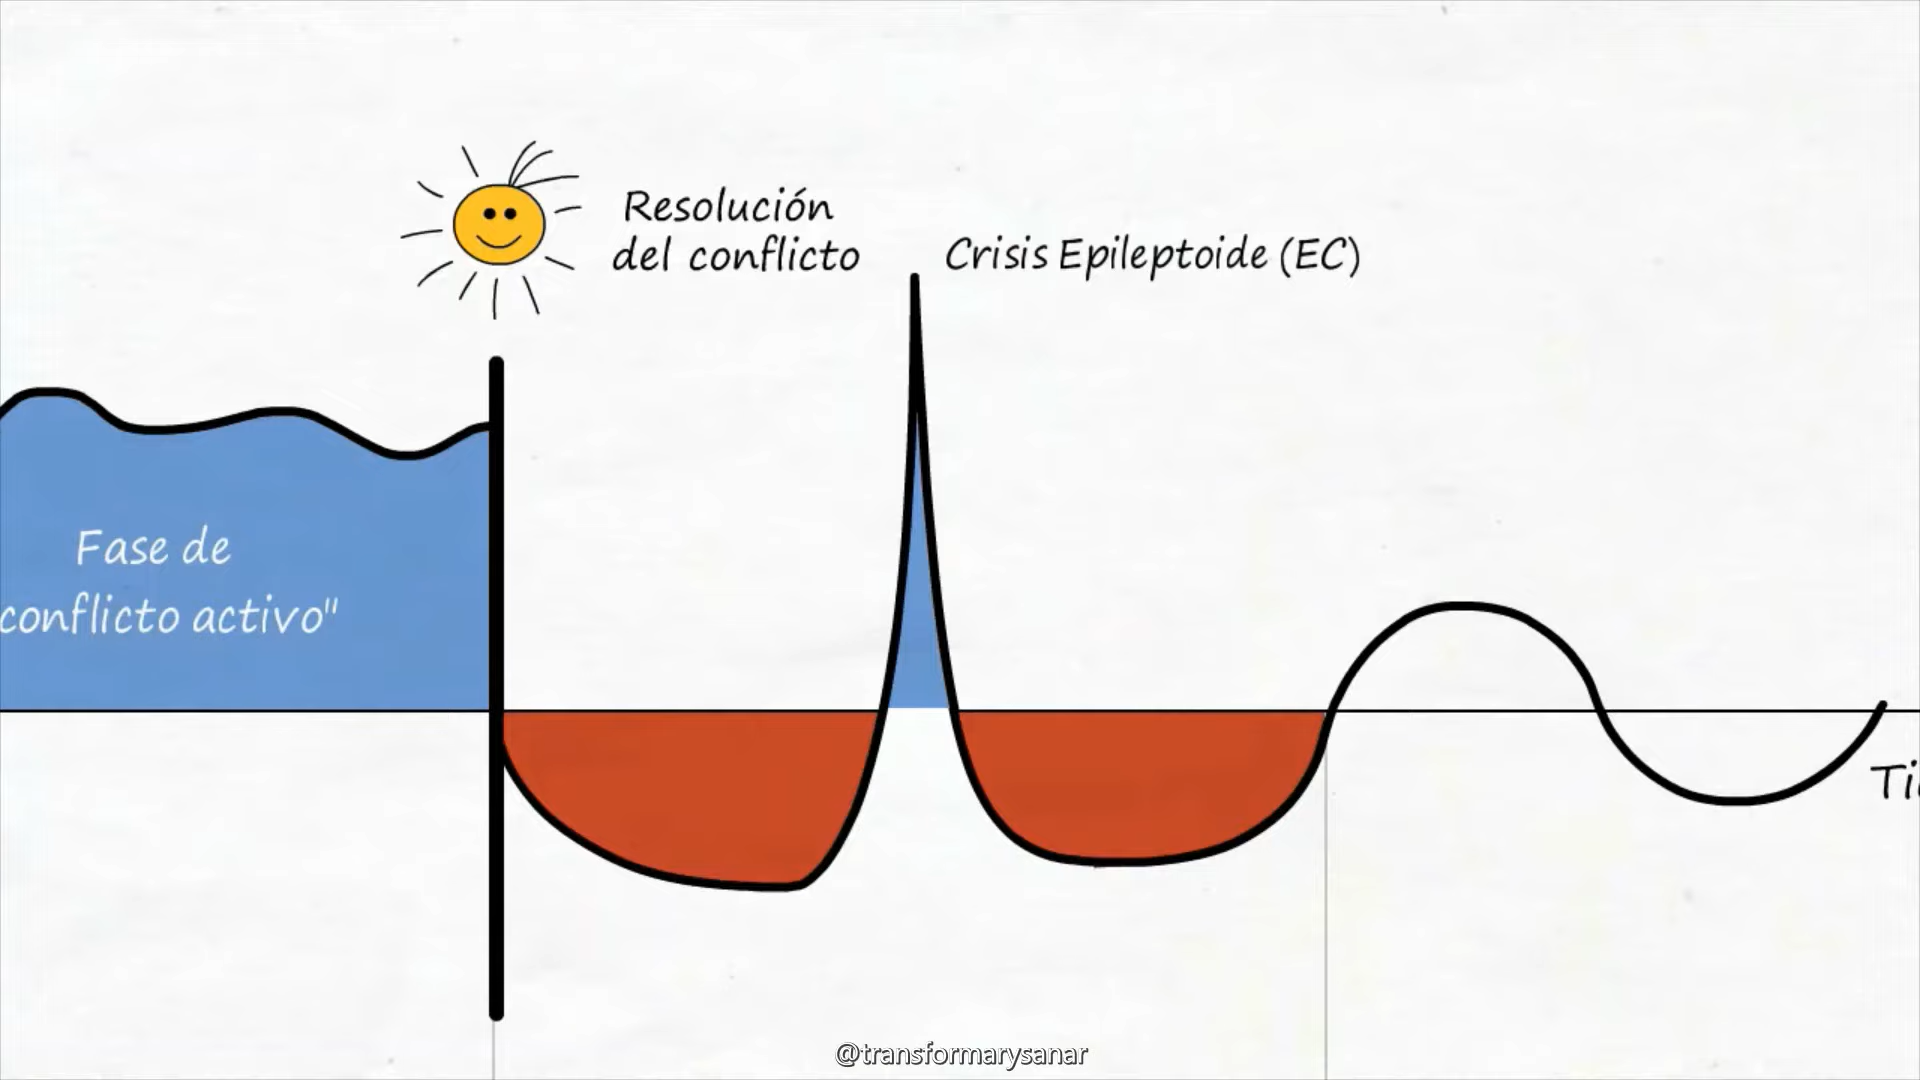 Resolución
del conflicto
Crisis Epileptoide (EC)
Fase de
conflicto activo"
@transformarysanar